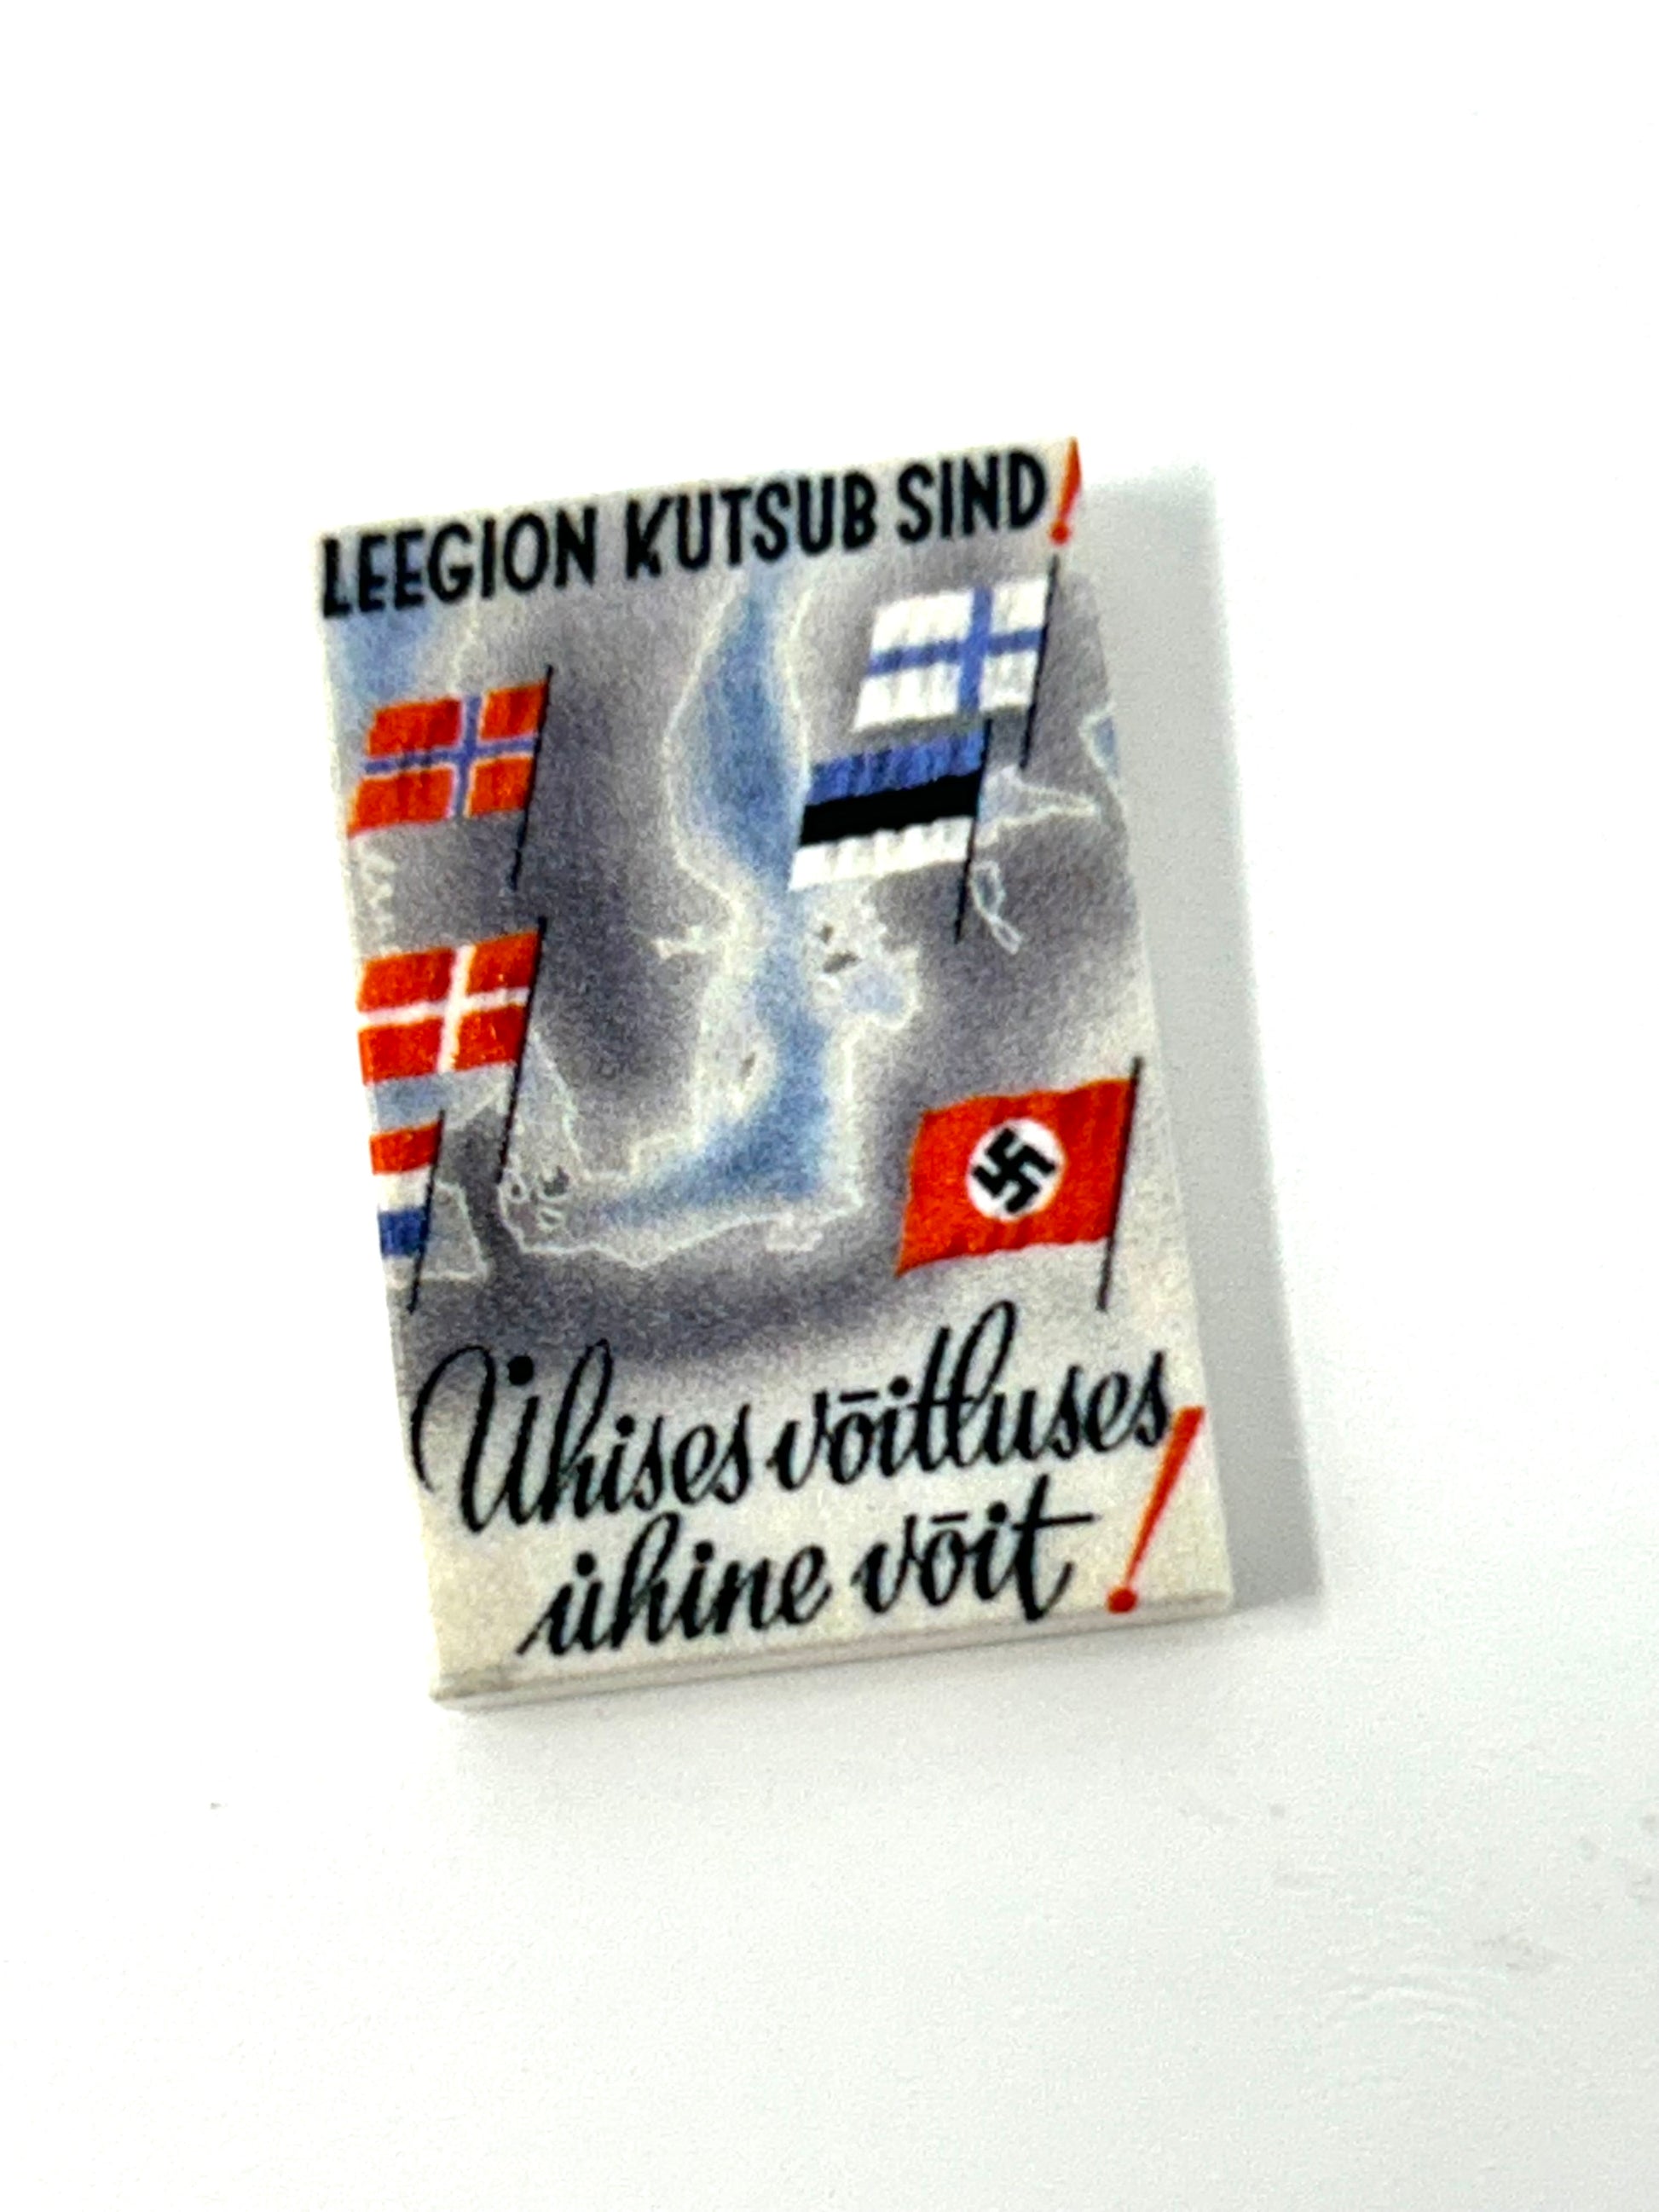 LEEGION KUTSUB SIND!
Ühises võitluses
ühine võit!